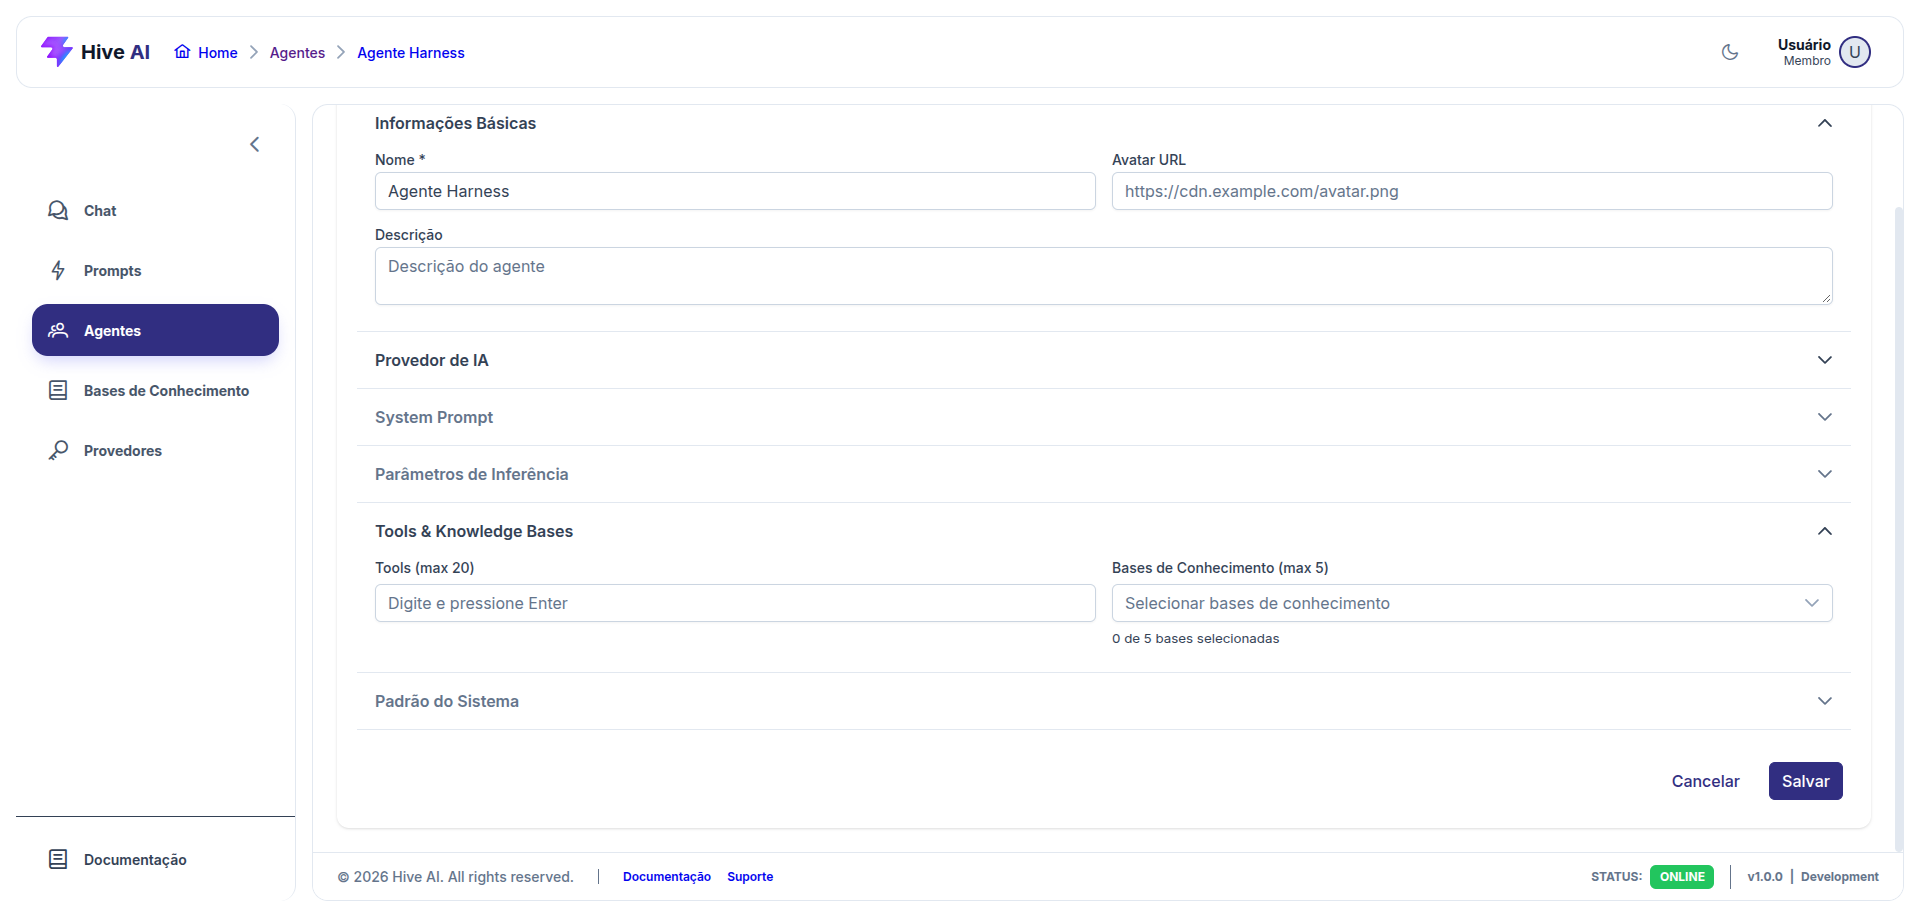 Hive AI
Home
Agentes
Agente Harness
Usuário
Membro
U
Chat
Prompts
Agentes
Bases de Conhecimento
Provedores
Documentação
Informações Básicas
Nome *
Avatar URL
Agente Harness
https://cdn.example.com/avatar.png
Descrição
Descrição do agente
Provedor de IA
System Prompt
Parâmetros de Inferência
Tools & Knowledge Bases
Tools (max 20)
Bases de Conhecimento (max 5)
Digite e pressione Enter
Selecionar bases de conhecimento
0 de 5 bases selecionadas
Padrão do Sistema
Cancelar
Salvar
© 2026 Hive AI. All rights reserved. | Documentação Suporte
STATUS: ONLINE | v1.0.0 | Development